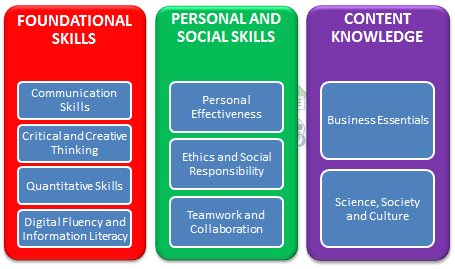 FOUNDATIONAL
SKILLS
Communication
Skills
Critical and Creative
Thinking
Quantitative Skills
Digital Fluency and
Information Literacy
PERSONAL AND
SOCIAL SKILLS
Personal
Effectiveness
Ethics and Social
Responsibility
Teamwork and
Collaboration
CONTENT
KNOWLEDGE
Business Essentials
Science, Society
and Culture